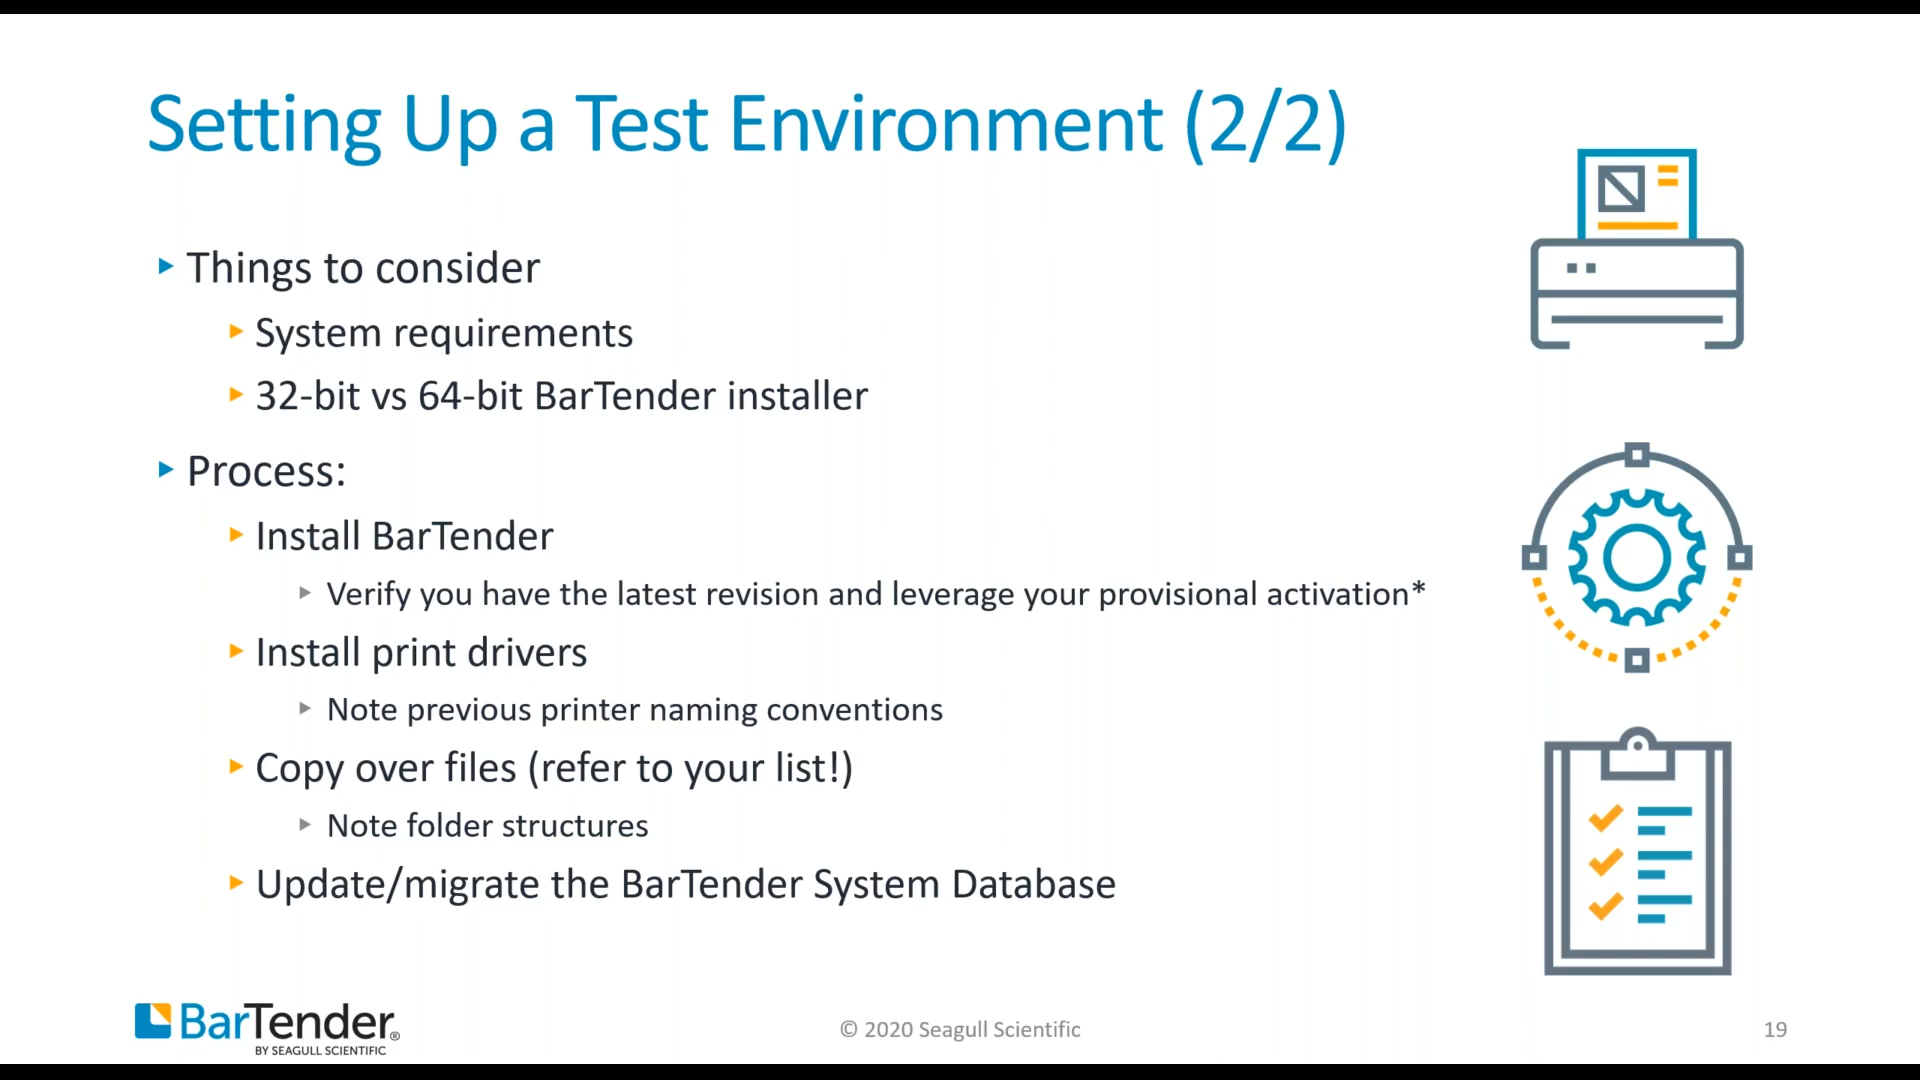 Setting Up a Test Environment (2/2)
Things to consider
System requirements
32-bit vs 64-bit BarTender installer
Process:
Install BarTender
Verify you have the latest revision and leverage your provisional activation*
Install print drivers
Note previous printer naming conventions
Copy over files (refer to your list!)
Note folder structures
Update/migrate the BarTender System Database
BarTender®
BY SEAGULL SCIENTIFIC
© 2020 Seagull Scientific
19